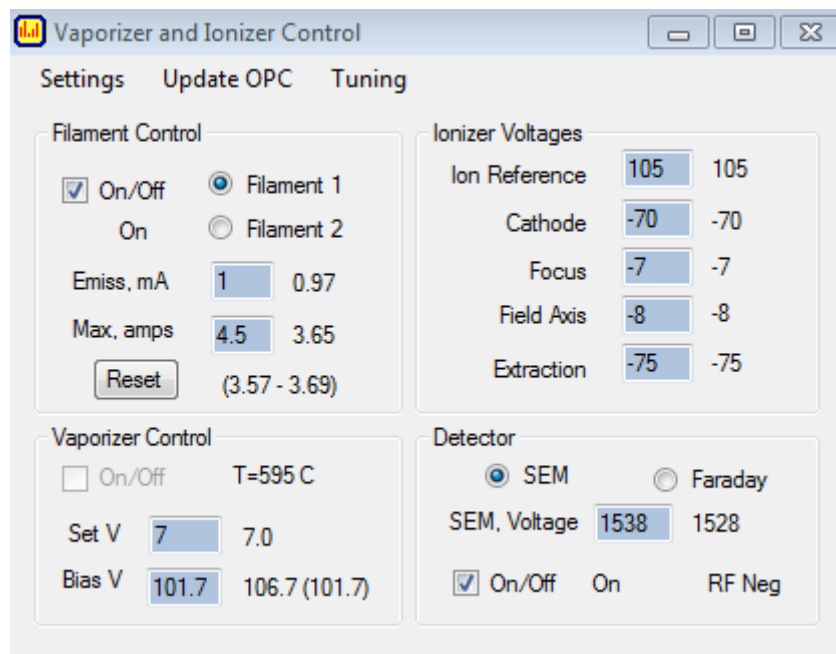 Vaporizer and Ionizer Control
Settings Update OPC Tuning
Filament Control
On/Off Filament 1
On Filament 2
Emiss, mA 1 0.97
Max, amps 4.5 3.65
Reset (3.57 - 3.69)
Ionizer Voltages
Ion Reference 105 105
Cathode -70 -70
Focus -7 -7
Field Axis -8 -8
Extraction -75 -75
Vaporizer Control
On/Off T=595 C
Set V 7 7.0
Bias V 101.7 106.7 (101.7)
Detector
SEM Faraday
SEM, Voltage 1538 1528
On/Off On RF Neg